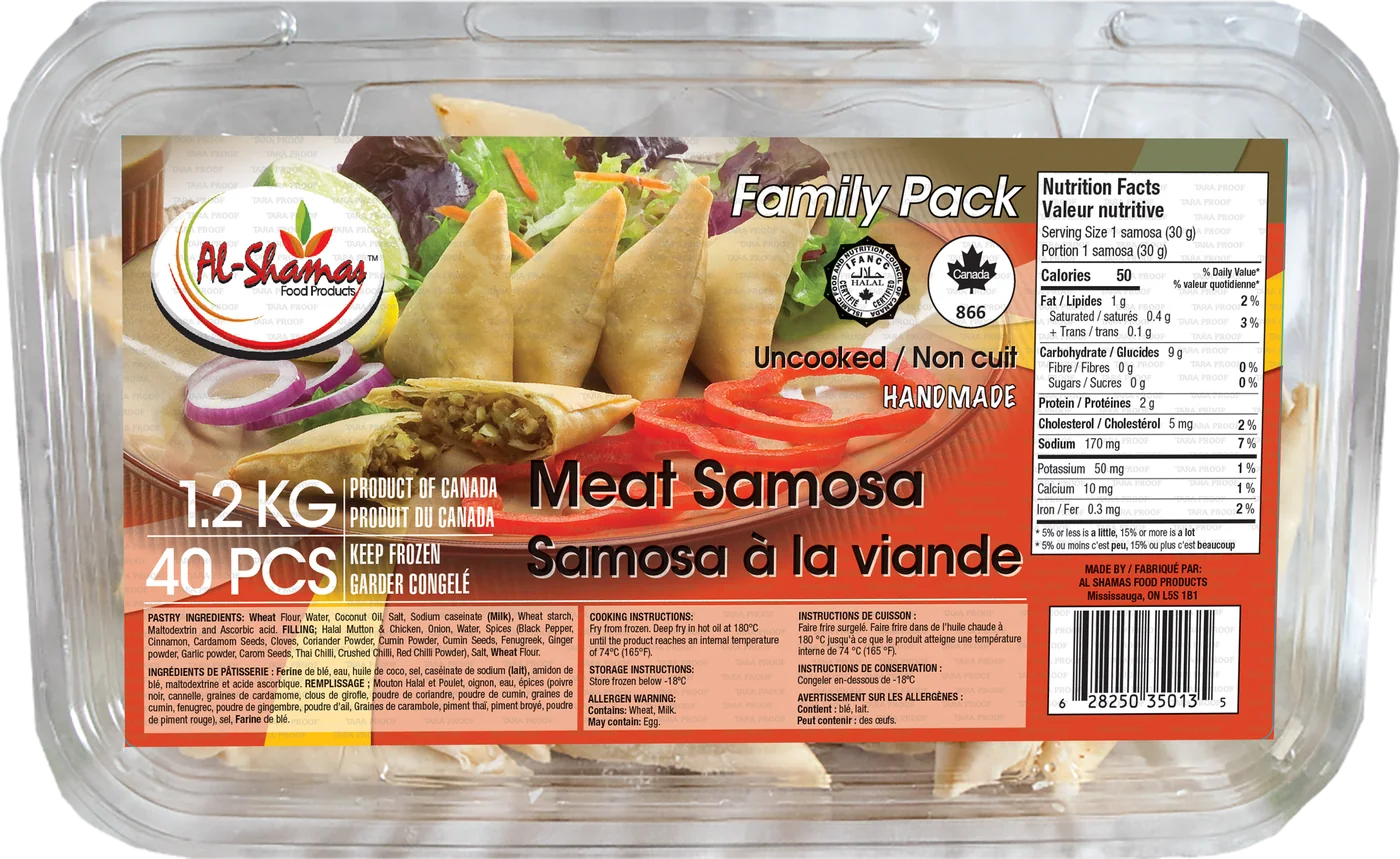 Al-Shamas™
Food Products
Family Pack
ISLAMIC FOOD AND NUTRITION COUNCIL OF CANADA
IFANCC
حلال
HALAL
CERTIFIÉ CERTIFIED
Canada
866
Uncooked / Non cuit
HANDMADE
Meat Samosa
Samosa à la viande
1.2 KG
PRODUCT OF CANADA
PRODUIT DU CANADA
40 PCS
KEEP FROZEN
GARDER CONGELÉ
PASTRY INGREDIENTS: Wheat Flour, Water, Coconut Oil, Salt, Sodium caseinate (Milk), Wheat starch,
Maltodextrin and Ascorbic acid. FILLING; Halal Mutton & Chicken, Onion, Water, Spices (Black Pepper,
Cinnamon, Cardamom Seeds, Cloves, Coriander Powder, Cumin Powder, Cumin Seeds, Fenugreek, Ginger
powder, Garlic powder, Carom Seeds, Thai Chilli, Crushed Chilli, Red Chilli Powder), Salt, Wheat Flour.
INGRÉDIENTS DE PÂTISSERIE : Farine de blé, eau, huile de coco, sel, caséinate de sodium (lait), amidon de
blé, maltodextrine et acide ascorbique. REMPLISSAGE ; Mouton Halal et Poulet, oignon, eau, épices (poivre
noir, cannelle, graines de cardamome, clous de girofle, poudre de coriandre, poudre de cumin, graines de
cumin, fenugrec, poudre de gingembre, poudre d'ail, Graines de carambole, piment thaï, piment broyé, poudre
de piment rouge), sel, Farine de blé.
COOKING INSTRUCTIONS:
Fry from frozen. Deep fry in hot oil at 180°C
until the product reaches an internal temperature
of 74°C (165°F).
STORAGE INSTRUCTIONS:
Store frozen below -18°C
ALLERGEN WARNING:
Contains: Wheat, Milk.
May contain: Egg.
INSTRUCTIONS DE CUISSON :
Faire frire surgelé. Faire frire dans de l'huile chaude à
180 °C jusqu'à ce que le produit atteigne une température
interne de 74 °C (165 °F).
INSTRUCTIONS DE CONSERVATION :
Congeler en-dessous de -18°C
AVERTISSEMENT SUR LES ALLERGÈNES :
Contient : blé, lait.
Peut contenir : des œufs.
Nutrition Facts
Valeur nutritive
Serving Size 1 samosa (30 g)
Portion 1 samosa (30 g)
Calories 50 % Daily Value*
% valeur quotidienne*
Fat / Lipides 1 g 2 %
Saturated / saturés 0.4 g
+ Trans / trans 0.1 g 3 %
Carbohydrate / Glucides 9 g
Fibre / Fibres 0 g 0 %
Sugars / Sucres 0 g 0 %
Protein / Protéines 2 g
Cholesterol / Cholestérol 5 mg 2 %
Sodium 170 mg 7 %
Potassium 50 mg 1 %
Calcium 10 mg 1 %
Iron / Fer 0.3 mg 2 %
* 5% or less is a little, 15% or more is a lot
* 5% ou moins c'est peu, 15% ou plus c'est beaucoup
MADE BY / FABRIQUÉ PAR:
AL SHAMAS FOOD PRODUCTS
Mississauga, ON L5S 1B1
6 28250 35013 5
TARA PROOF